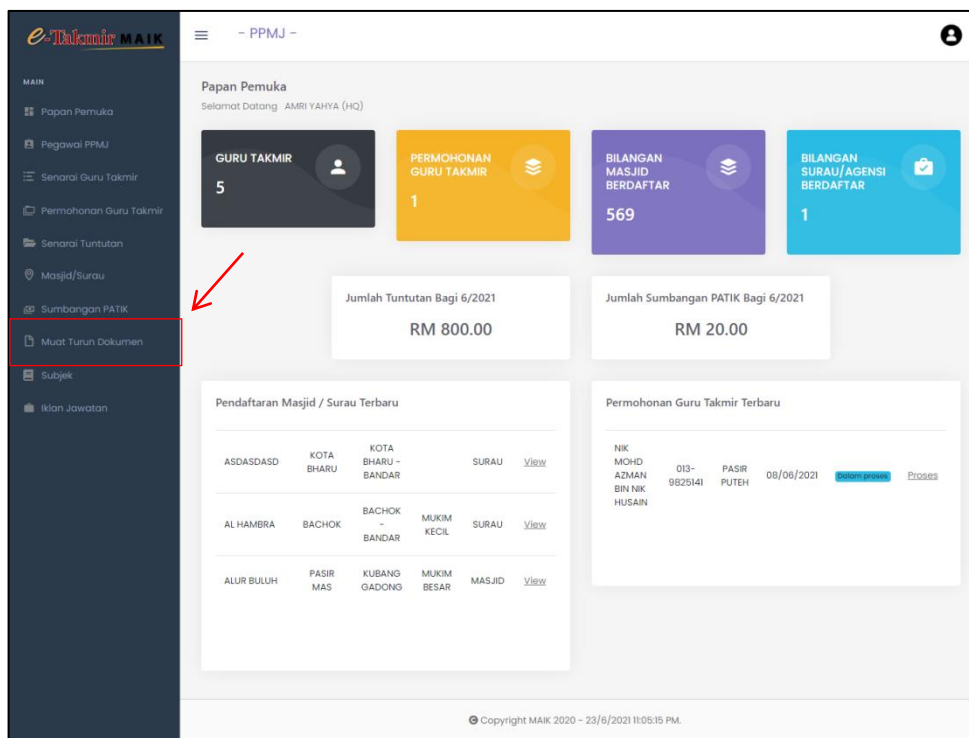 e-Takmir MAIK
- PPMJ -
MAIN
Papan Pemuka
Pegawai PPMJ
Senarai Guru Takmir
Permohonan Guru Takmir
Senarai Tuntutan
Masjid/Surau
Sumbangan PATIK
Muat Turun Dokumen
Subjek
Iklan Jawatan
Papan Pemuka
Selamat Datang AMRI YAHYA (HQ)
GURU TAKMIR
5
PERMOHONAN
GURU TAKMIR
1
BILANGAN
MASJID
BERDAFTAR
569
BILANGAN
SURAU/AGENSI
BERDAFTAR
1
Jumlah Tuntutan Bagi 6/2021
RM 800.00
Jumlah Sumbangan PATIK Bagi 6/2021
RM 20.00
Pendaftaran Masjid / Surau Terbaru
ASDASDASD KOTA BHARU KOTA BHARU - BANDAR SURAU View
AL HAMBRA BACHOK BACHOK - BANDAR MUKIM KECIL SURAU View
ALUR BULUH PASIR MAS KUBANG GADONG MUKIM BESAR MASJID View
Permohonan Guru Takmir Terbaru
NIK MOHD AZMAN BIN NIK HUSAIN 013-9825141 PASIR PUTEH 08/06/2021 Dalam proses Proses
Copyright MAIK 2020 - 23/6/2021 11:05:15 PM.